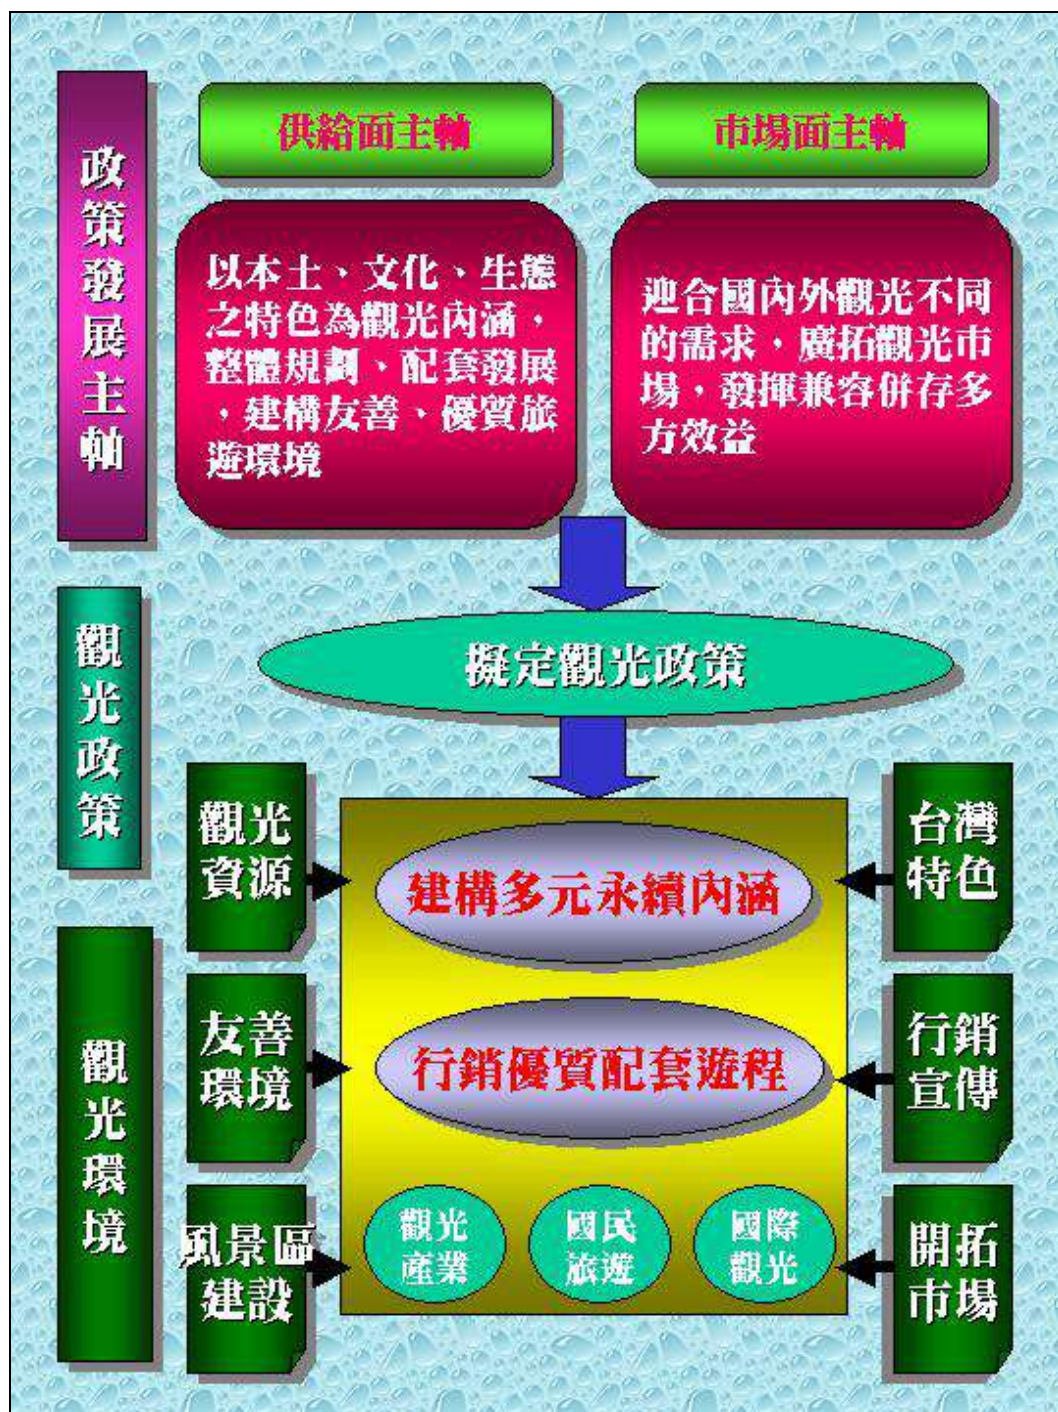 政策發展主軸
供給面主軸
市場面主軸
以本土、文化、生態
之特色為觀光內涵，
整體規劃、配套發展
，建構友善、優質旅
遊環境
迎合國內外觀光不同
的需求，廣拓觀光市
場，發揮兼容併存多
方效益
觀光政策
擬定觀光政策
觀光環境
觀光
資源
友善
環境
風景區
建設
建構多元永續內涵
行銷優質配套遊程
觀光
產業
國民
旅遊
國際
觀光
台灣
特色
行銷
宣傳
開拓
市場